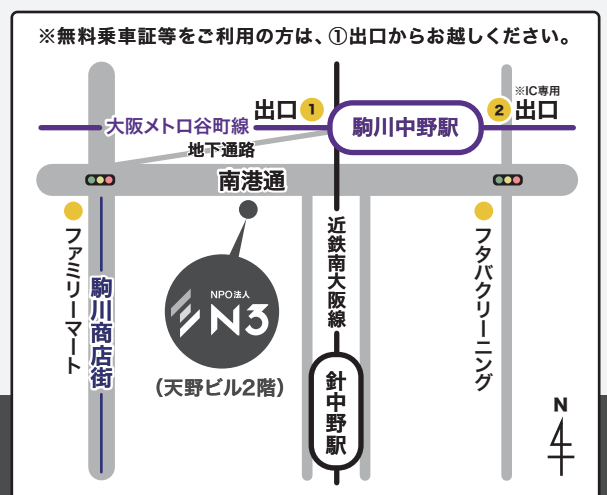 ※無料乗車証等をご利用の方は、①出口からお越しください。
※IC専用
出口 1
2 出口
大阪メトロ谷町線
駒川中野駅
地下通路
南港通
ファミリーマート
駒川商店街
NPO法人
N3
(天野ビル2階)
近鉄南大阪線
針中野駅
フタバクリーニング
N